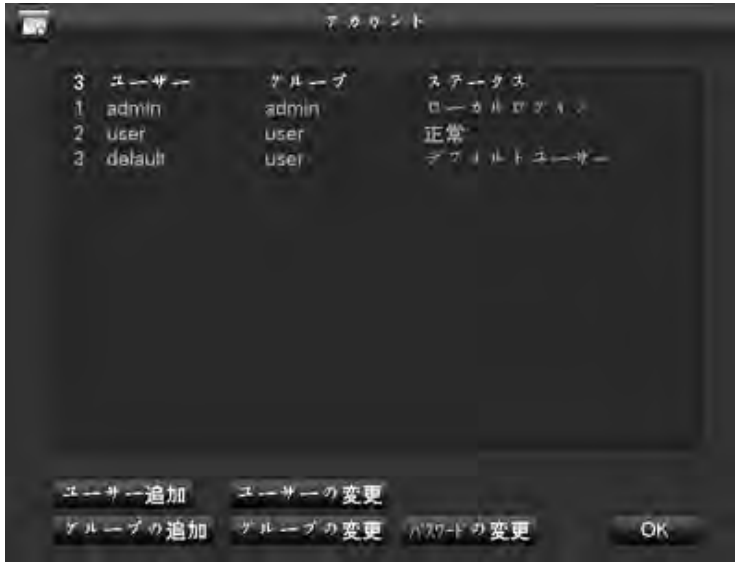 アカウント
3 ユーザー グループ ステータス
1 admin admin ローカルログイン
2 user user 正常
3 default user デフォルトユーザー
ユーザー追加 ユーザーの変更
グループの追加 グループの変更 パスワードの変更 OK